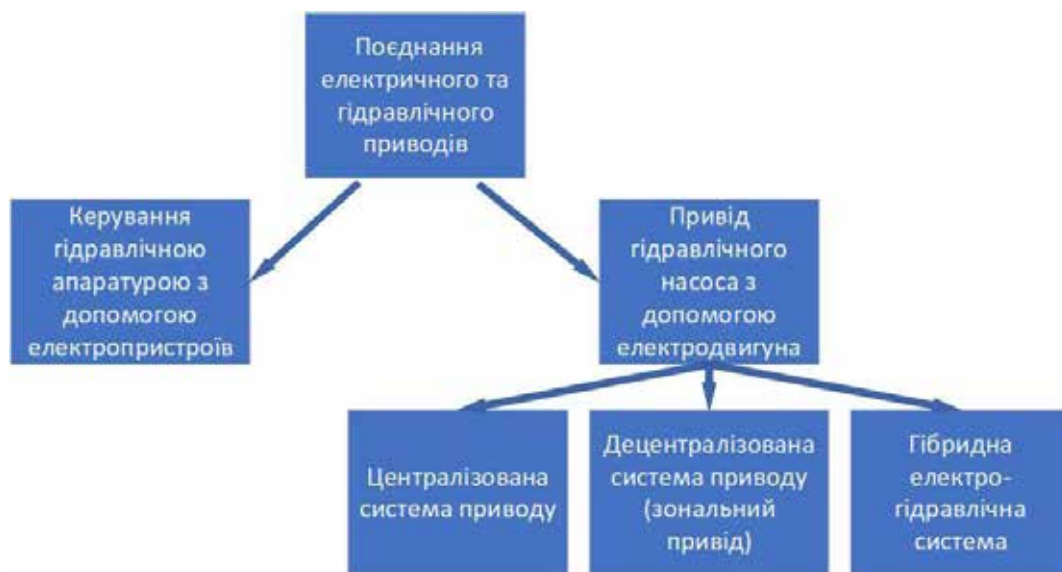 Поєднання
електричного та
гідравлічного
приводів
Керування
гідравлічною
апаратурою з
допомогою
електропристроїв
Привід
гідравлічного
насоса з
допомогою
електродвигуна
Централізована
система приводу
Децентралізована
система приводу
(зональний
привід)
Гібридна
електро-
гідравлічна
система